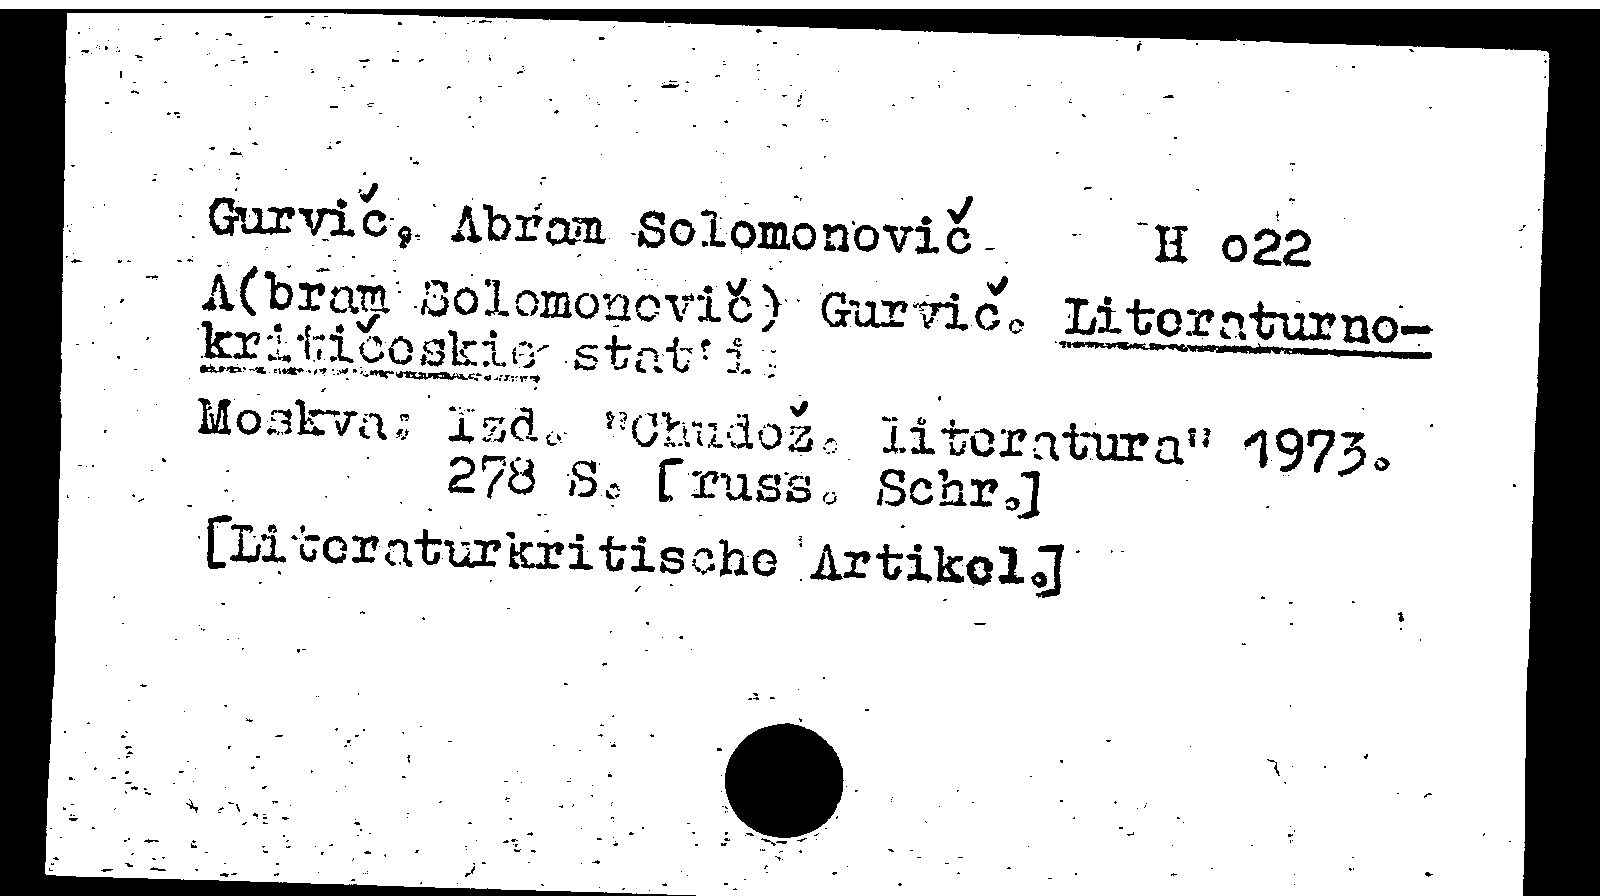 Gurvič, Abram Solomonovič H o22
A(bram Solomonovič) Gurvič. Literaturno-
kritičeskie stat'i.
Moskva: Izd. "Chudož. literatura" 1973.
278 S. [russ. Schr.]
[Literaturkritische Artikel.]